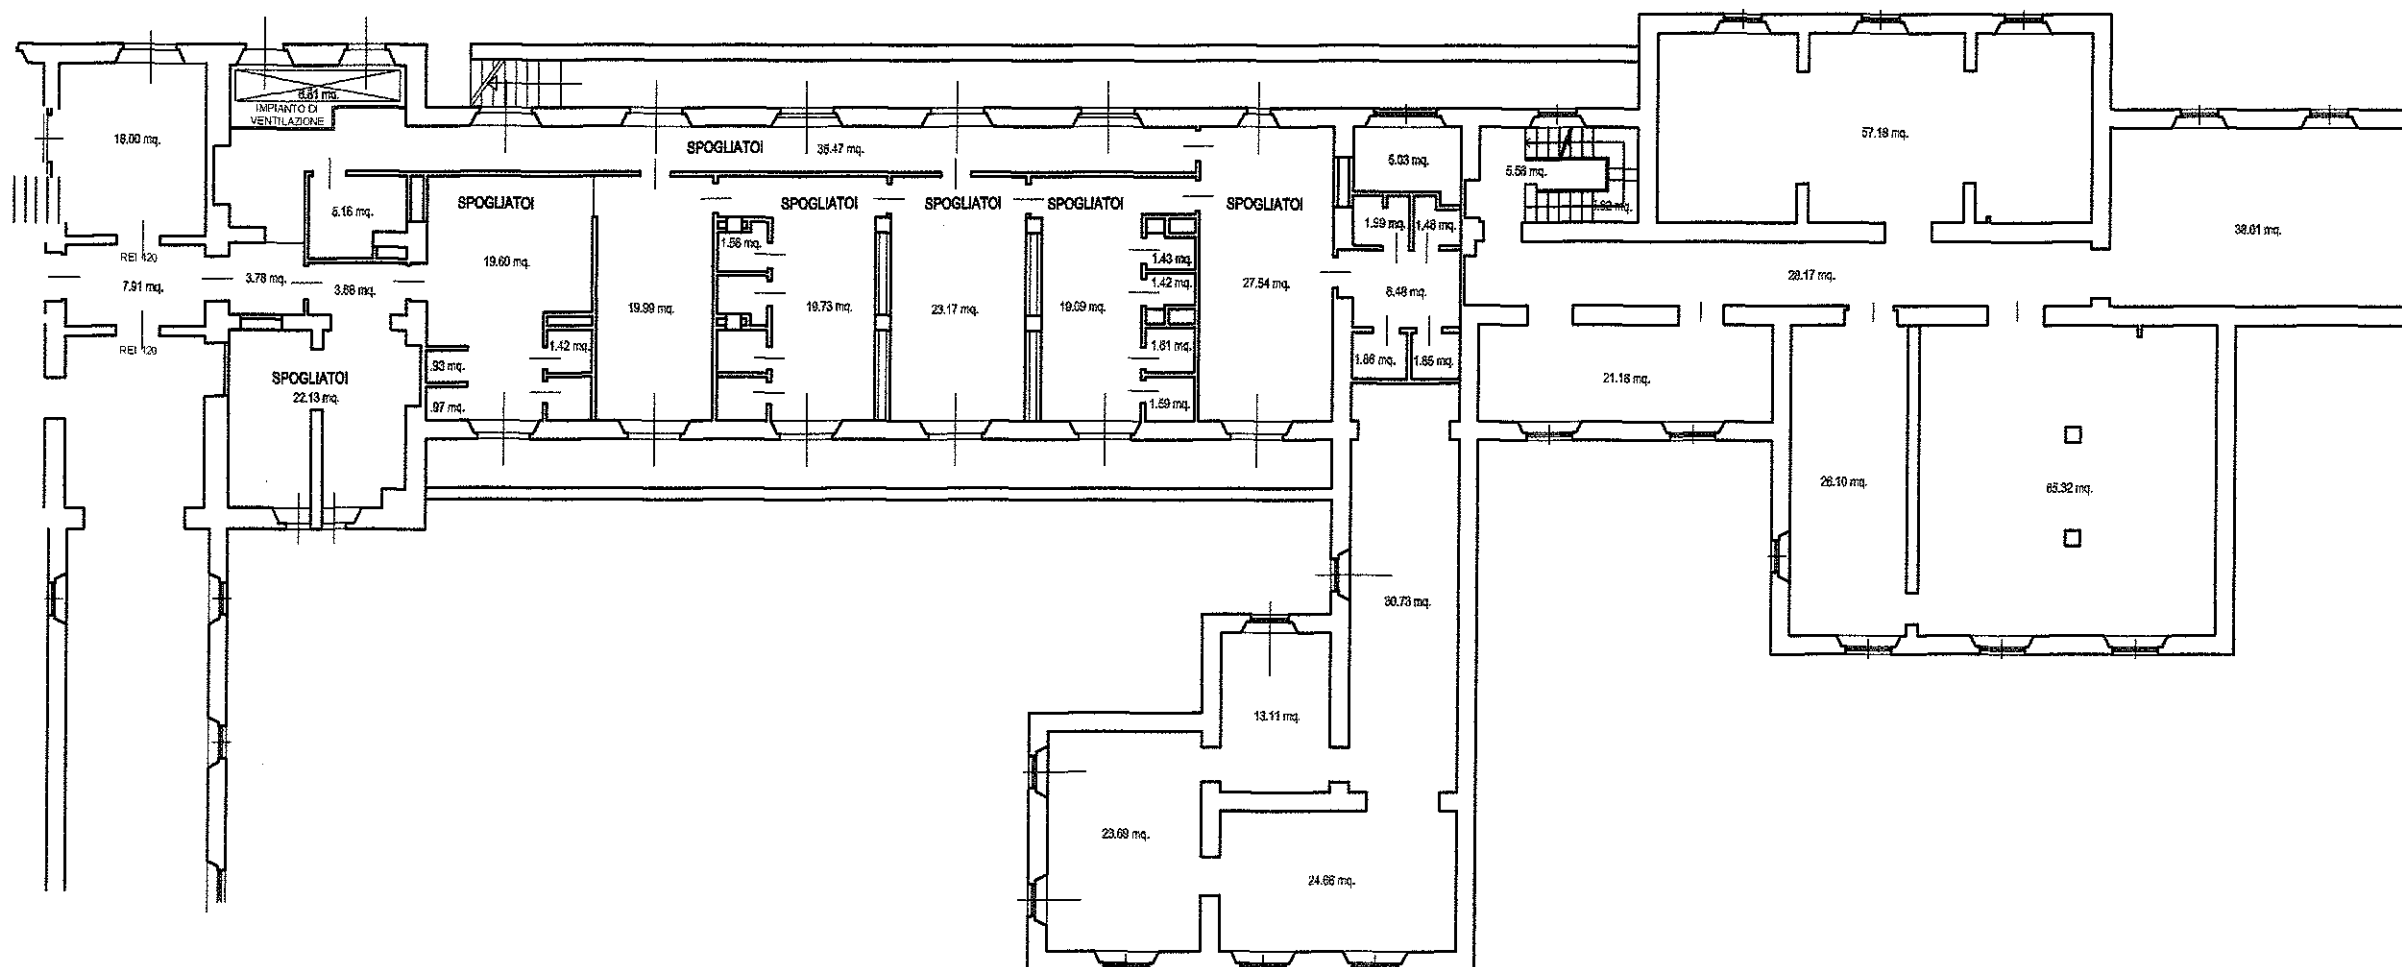 6.81 mq.
IMPIANTO DI
VENTILAZIONE
18.00 mq.
57.18 mq.
SPOGLIATOI
36.47 mq.
5.03 mq.
5.56 mq.
5.16 mq.
SPOGLIATOI
SPOGLIATOI
SPOGLIATOI
SPOGLIATOI
SPOGLIATOI
1.59 mq.
1.48 mq.
38.01 mq.
1.56 mq.
REI 120
19.60 mq.
1.43 mq.
3.78 mq.
7.91 mq.
3.68 mq.
1.42 mq.
27.54 mq.
8.48 mq.
28.17 mq.
19.99 mq.
19.73 mq.
23.17 mq.
19.09 mq.
REI 120
1.42 mq.
1.61 mq.
1.86 mq.
1.85 mq.
.93 mq.
SPOGLIATOI
22.13 mq.
21.18 mq.
.97 mq.
1.59 mq.
26.10 mq.
65.32 mq.
30.73 mq.
13.11 mq.
23.69 mq.
24.66 mq.